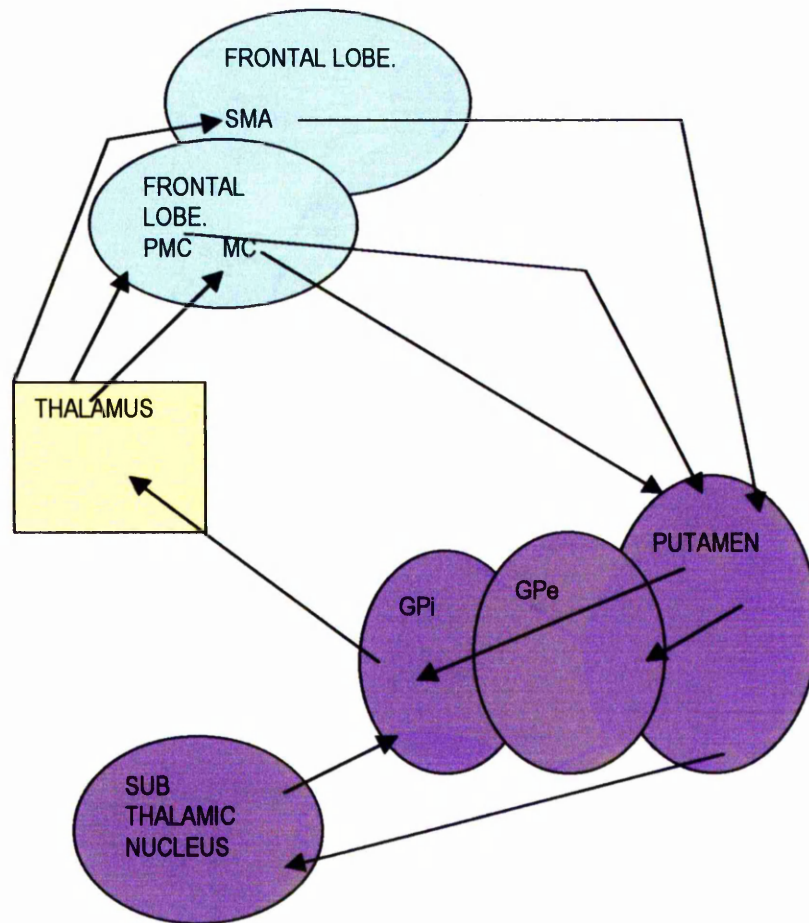 FRONTAL LOBE.
SMA
FRONTAL
LOBE.
PMC MC
THALAMUS
PUTAMEN
GPe
GPi
SUB
THALAMIC
NUCLEUS